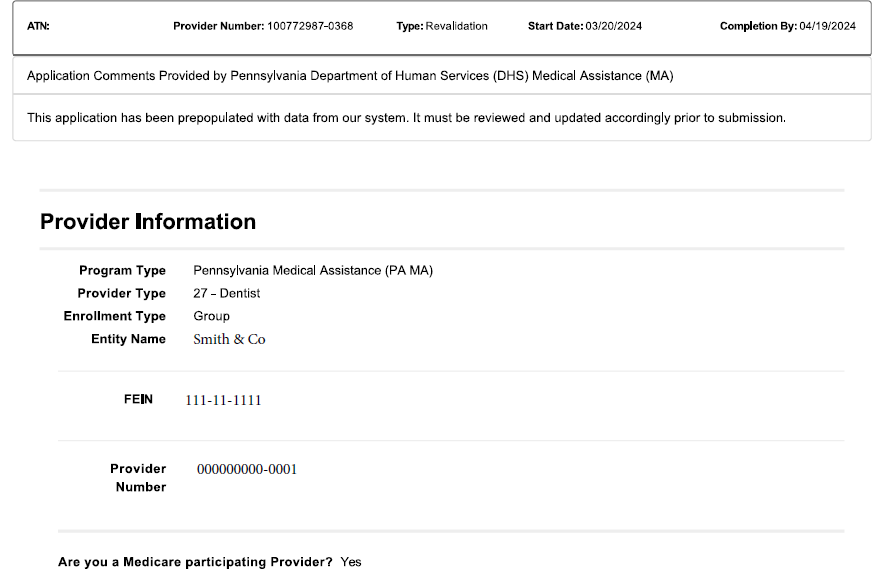 ATN: Provider Number: 100772987-0368 Type: Revalidation Start Date: 03/20/2024 Completion By: 04/19/2024
Application Comments Provided by Pennsylvania Department of Human Services (DHS) Medical Assistance (MA)
This application has been prepopulated with data from our system. It must be reviewed and updated accordingly prior to submission.
Provider Information
Program Type Pennsylvania Medical Assistance (PA MA)
Provider Type 27 – Dentist
Enrollment Type Group
Entity Name Smith & Co
FEIN 111-11-1111
Provider Number 000000000-0001
Are you a Medicare participating Provider? Yes